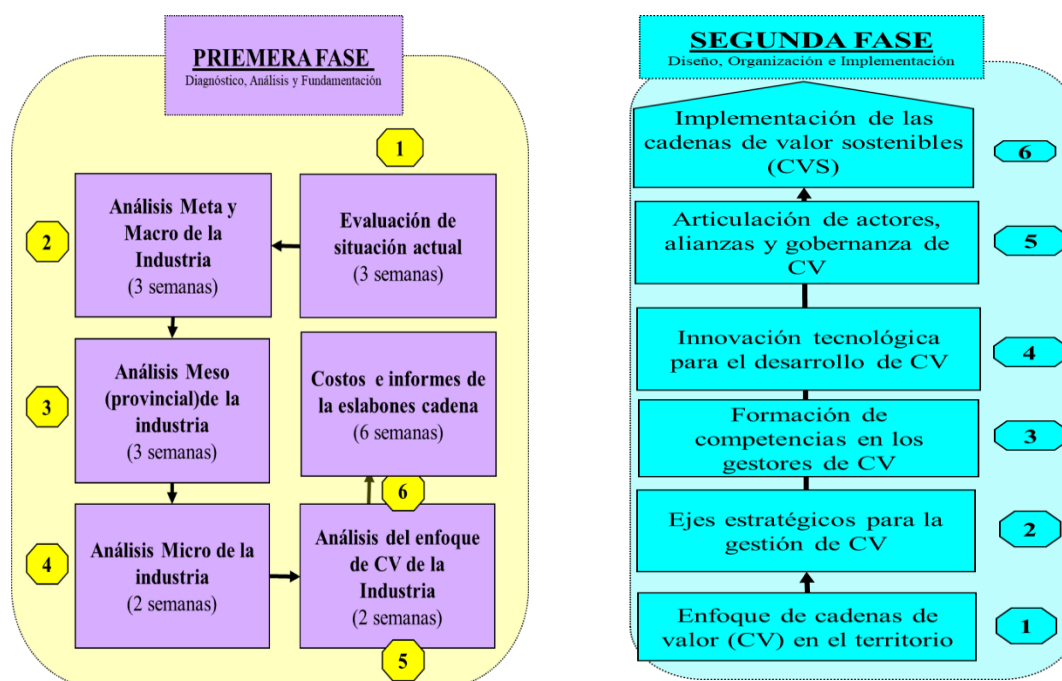 PRIEMERA FASE
Diagnóstico, Análisis y Fundamentación
1
Evaluación de
situación actual
(3 semanas)
2
Análisis Meta y
Macro de la
Industria
(3 semanas)
3
Análisis Meso
(provincial)de la
industria
(3 semanas)
4
Análisis Micro de la
industria
(2 semanas)
Análisis del enfoque
de CV de la
Industria
(2 semanas)
5
Costos e informes de
la eslabones cadena
(6 semanas)
6
SEGUNDA FASE
Diseño, Organización e Implementación
Implementación de las
cadenas de valor sostenibles
(CVS)
6
Articulación de actores,
alianzas y gobernanza de
CV
5
Innovación tecnológica
para el desarrollo de CV
4
Formación de
competencias en los
gestores de CV
3
Ejes estratégicos para la
gestión de CV
2
Enfoque de cadenas de
valor (CV) en el territorio
1